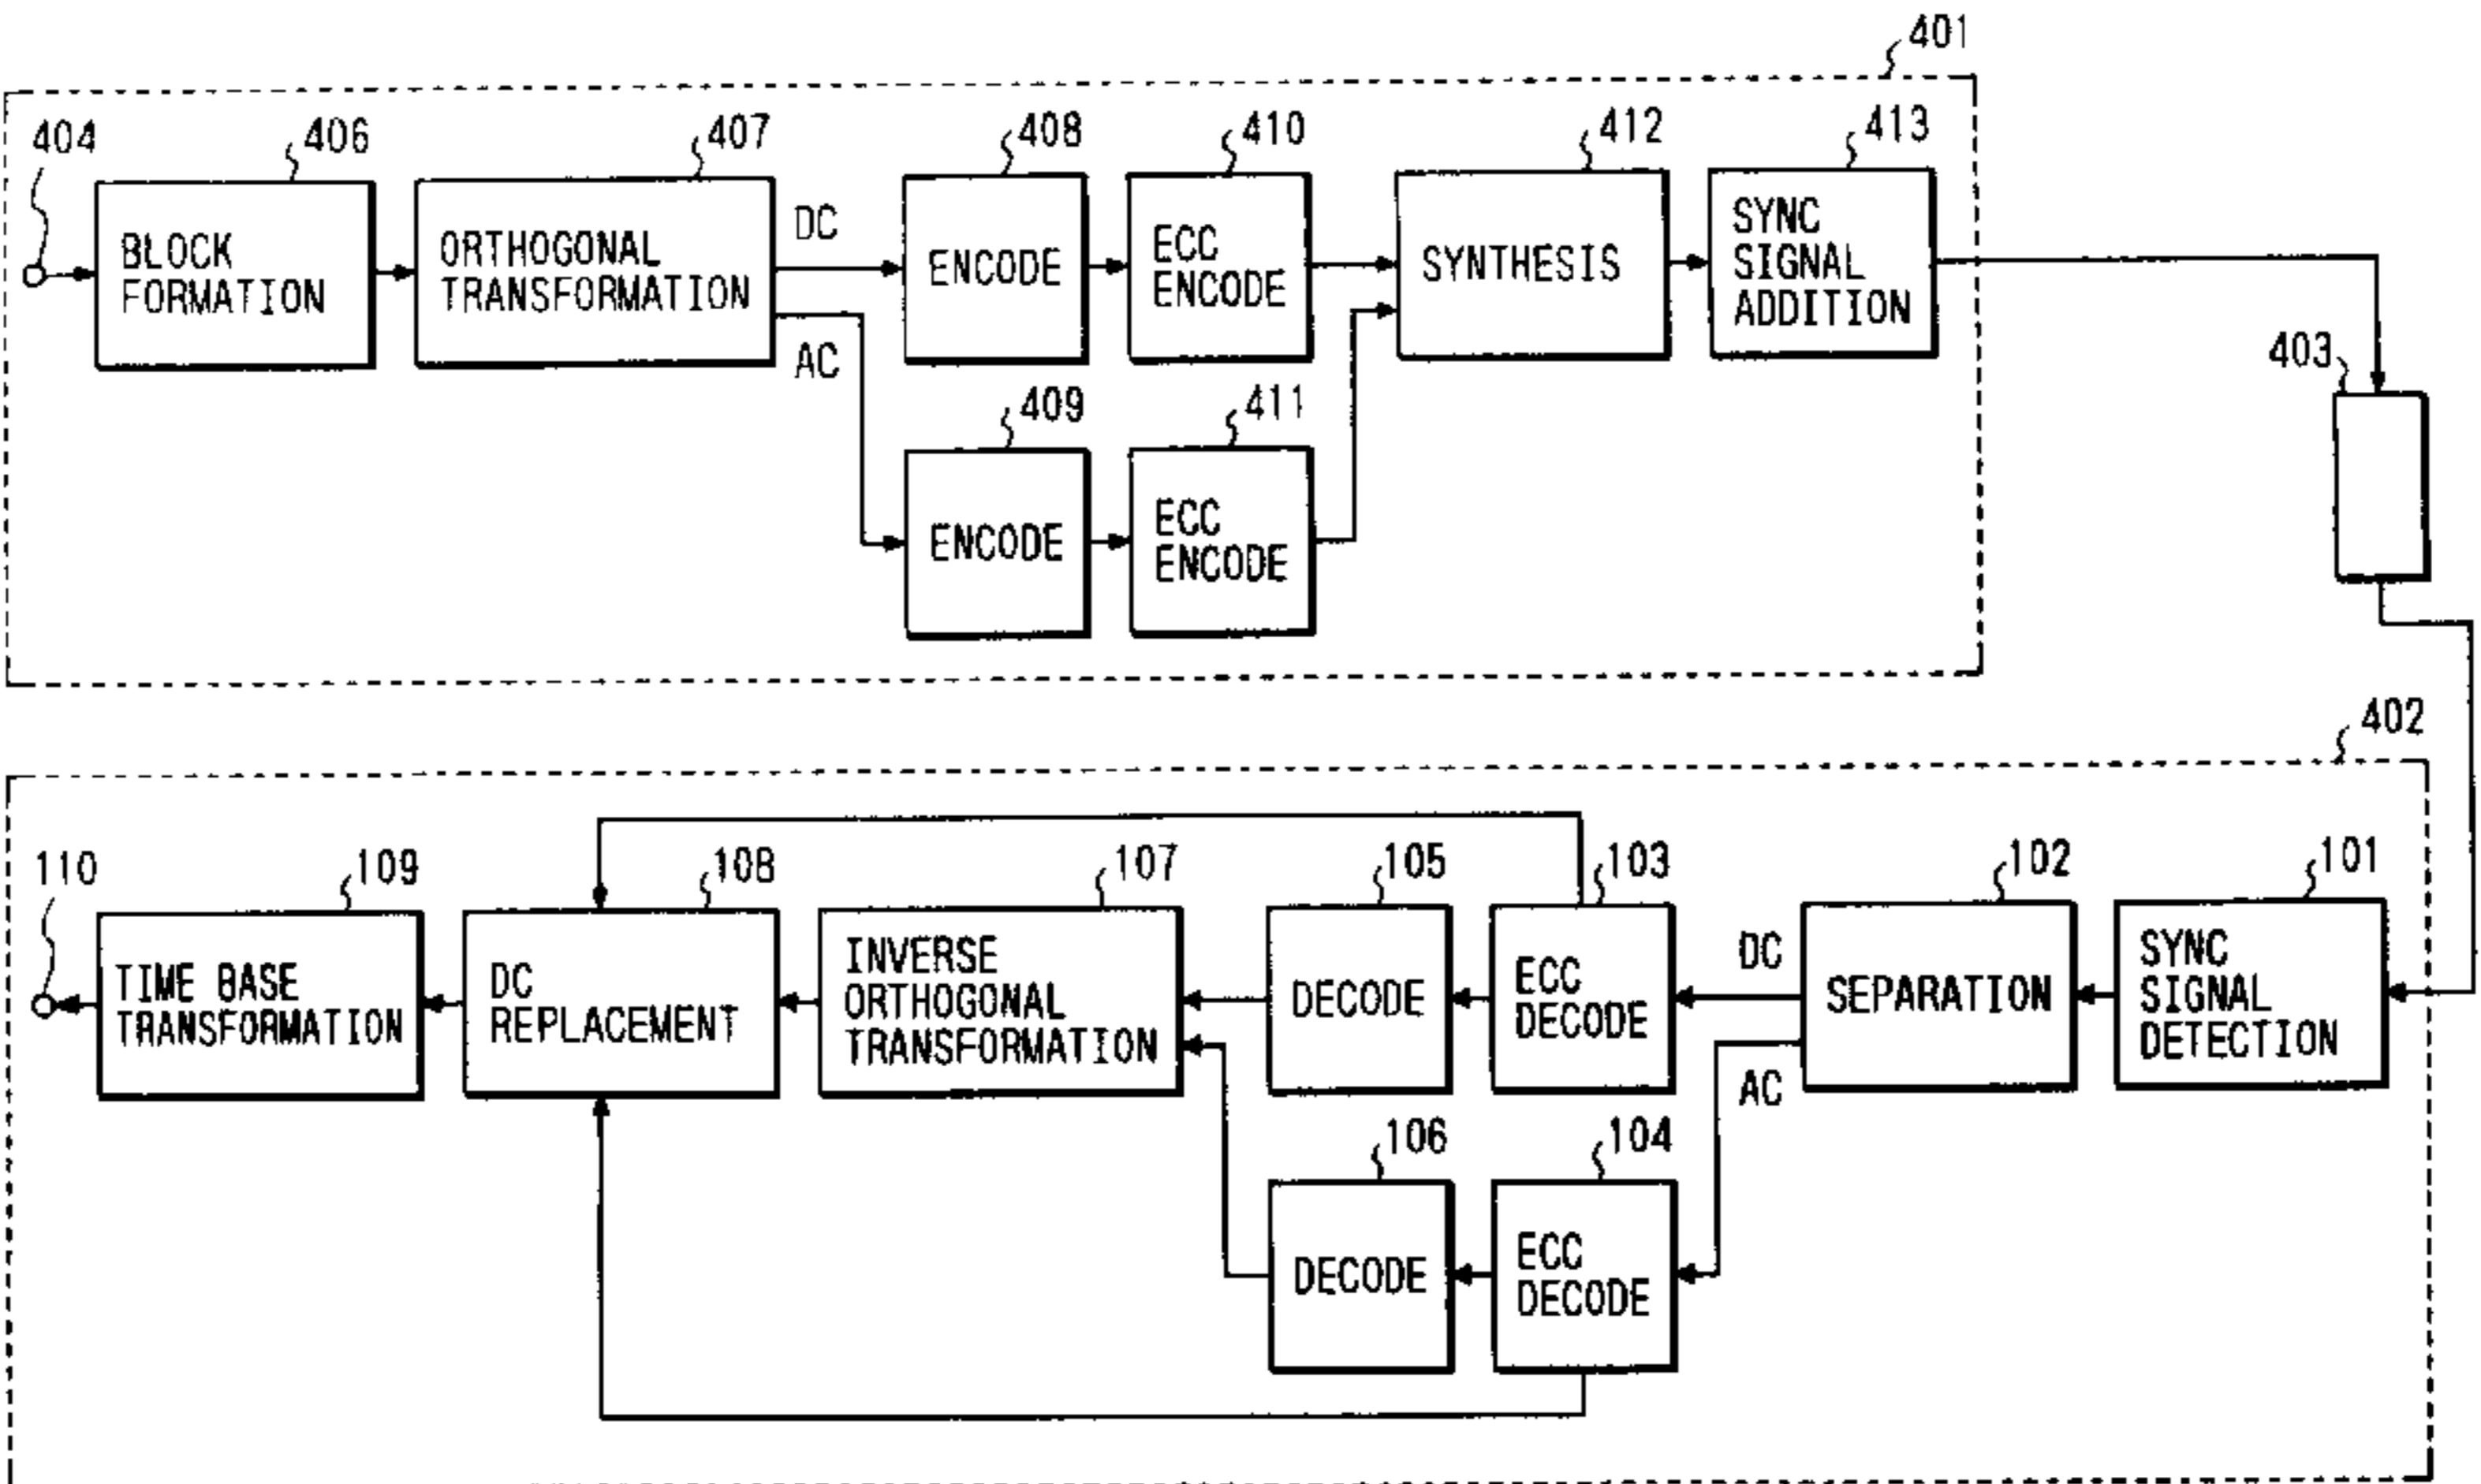 401
404
406
407
408
410
412
413
BLOCK
FORMATION
ORTHOGONAL
TRANSFORMATION
DC
AC
ENCODE
ECC
ENCODE
SYNTHESIS
SYNC
SIGNAL
ADDITION
403
409
411
ENCODE
ECC
ENCODE
402
110
109
108
107
105
103
102
101
TIME BASE
TRANSFORMATION
DC
REPLACEMENT
INVERSE
ORTHOGONAL
TRANSFORMATION
DECODE
ECC
DECODE
DC
AC
SEPARATION
SYNC
SIGNAL
DETECTION
106
104
DECODE
ECC
DECODE